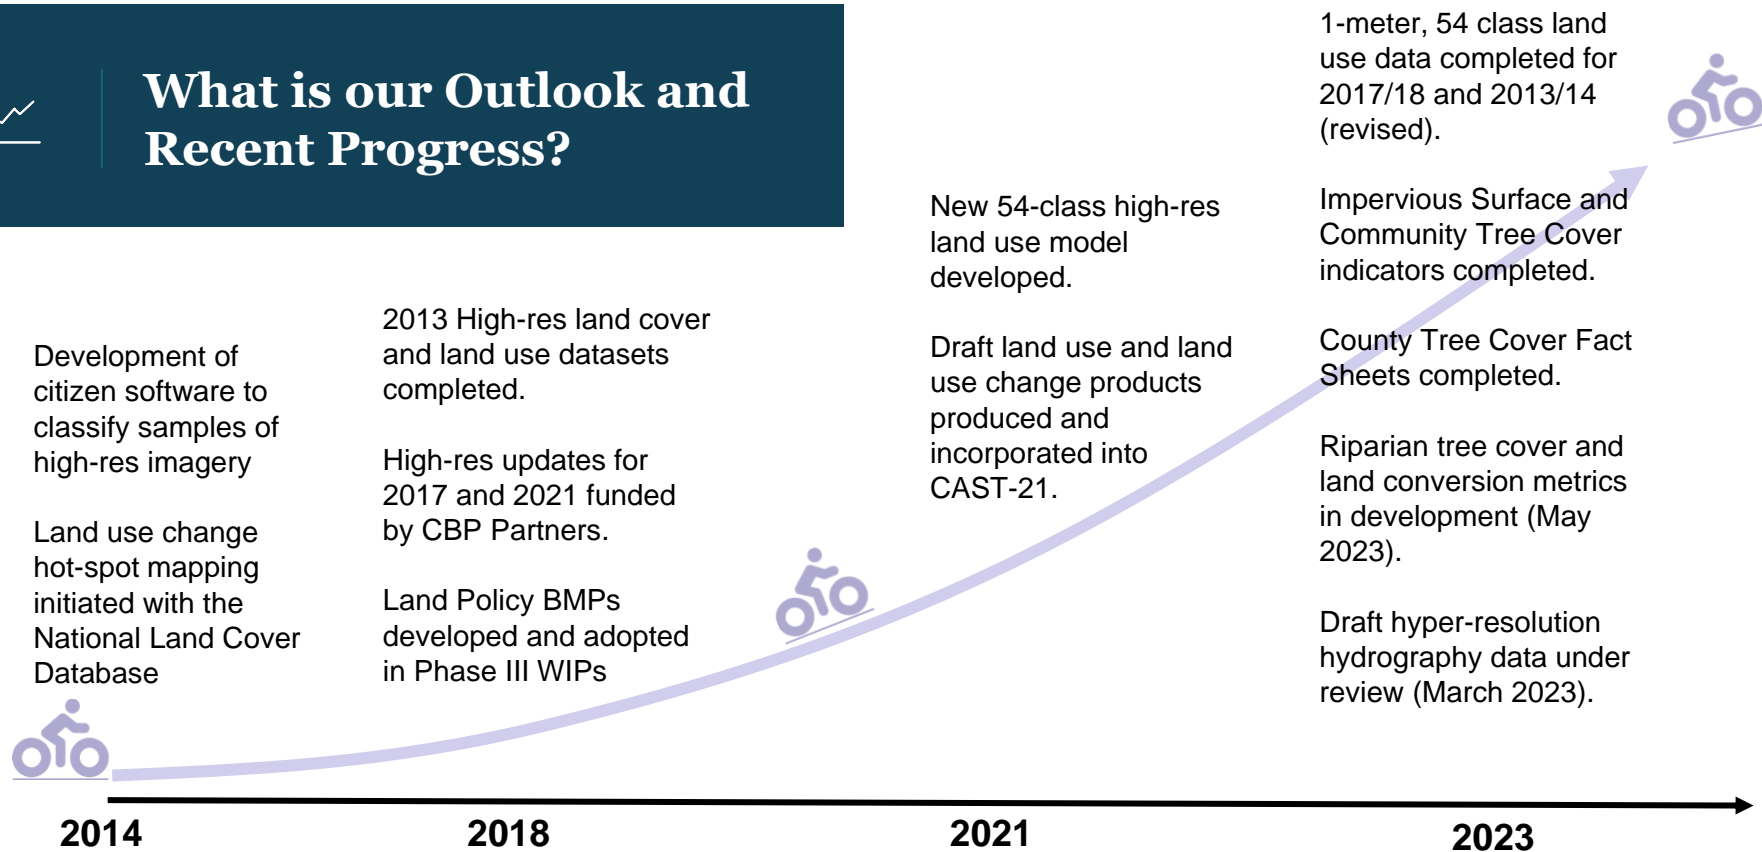 What is our Outlook and
Recent Progress?
Development of
citizen software to
classify samples of
high-res imagery
Land use change
hot-spot mapping
initiated with the
National Land Cover
Database
2013 High-res land cover
and land use datasets
completed.
High-res updates for
2017 and 2021 funded
by CBP Partners.
Land Policy BMPs
developed and adopted
in Phase III WIPs
New 54-class high-res
land use model
developed.
Draft land use and land
use change products
produced and
incorporated into
CAST-21.
1-meter, 54 class land
use data completed for
2017/18 and 2013/14
(revised).
Impervious Surface and
Community Tree Cover
indicators completed.
County Tree Cover Fact
Sheets completed.
Riparian tree cover and
land conversion metrics
in development (May
2023).
Draft hyper-resolution
hydrography data under
review (March 2023).
2014
2018
2021
2023